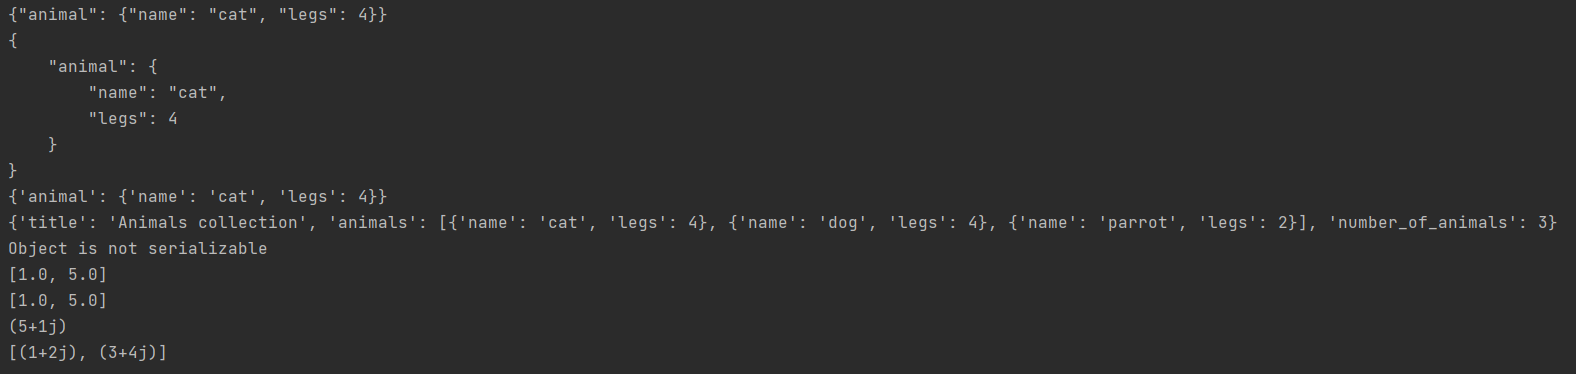 {"animal": {"name": "cat", "legs": 4}}
{
    "animal": {
        "name": "cat",
        "legs": 4
    }
}
{'animal': {'name': 'cat', 'legs': 4}}
{'title': 'Animals collection', 'animals': [{'name': 'cat', 'legs': 4}, {'name': 'dog', 'legs': 4}, {'name': 'parrot', 'legs': 2}], 'number_of_animals': 3}
Object is not serializable
[1.0, 5.0]
[1.0, 5.0]
(5+1j)
[(1+2j), (3+4j)]